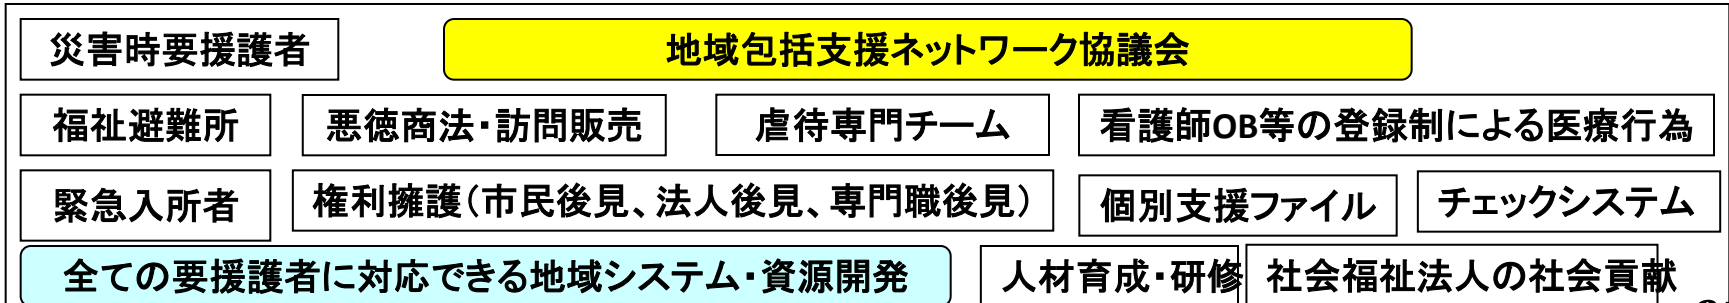 災害時要援護者
地域包括支援ネットワーク協議会
福祉避難所
悪徳商法・訪問販売
虐待専門チーム
看護師OB等の登録制による医療行為
緊急入所者
権利擁護（市民後見、法人後見、専門職後見）
個別支援ファイル
チェックシステム
全ての要援護者に対応できる地域システム・資源開発
人材育成・研修
社会福祉法人の社会貢献